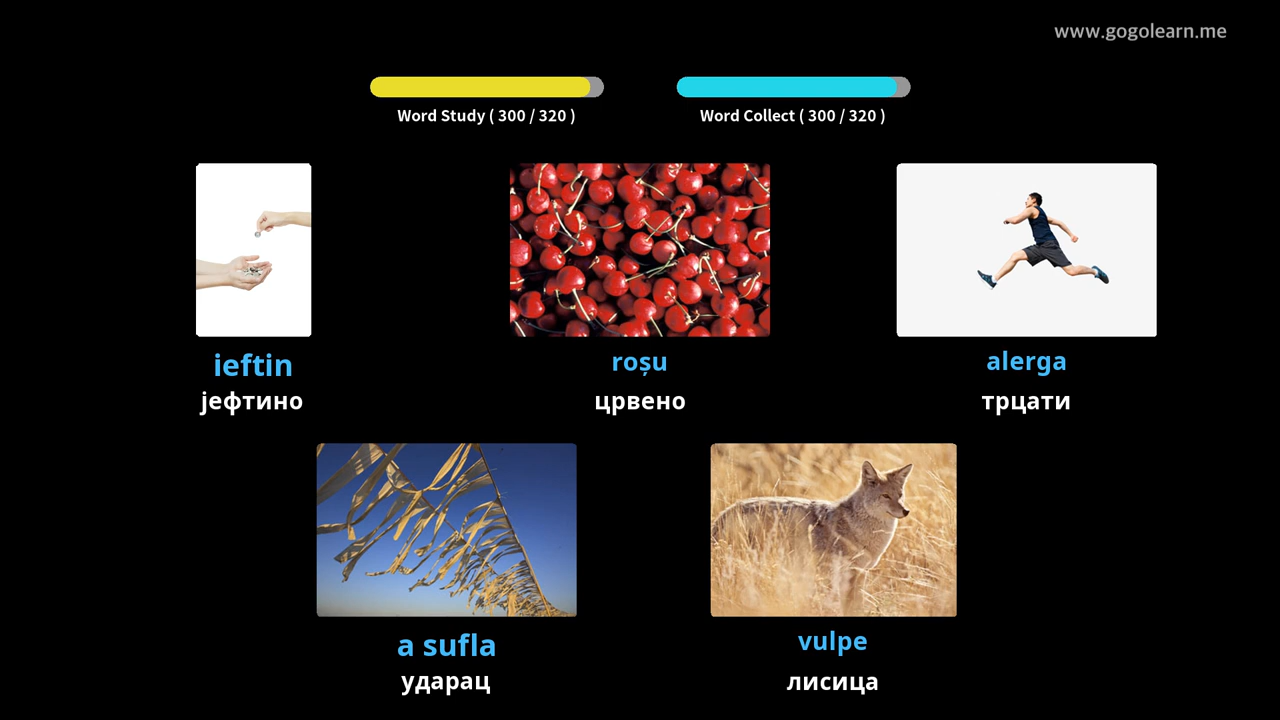 www.gogolearn.me
Word Study ( 300 / 320 )
Word Collect ( 300 / 320 )
ieftin
јефтино
roșu
црвено
alerga
трцати
a sufla
ударац
vulpe
лисица